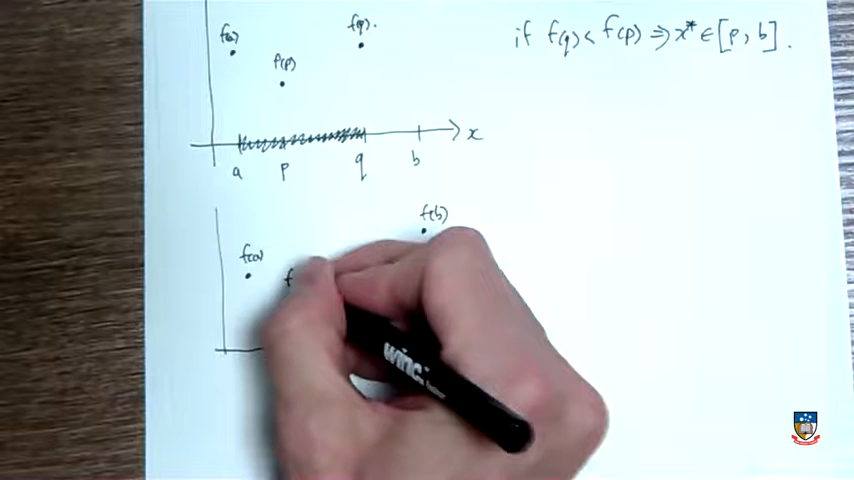 f(a)
f(p)
f(q).
if f(q) < f(p) ⇒ x* ∈ [p, b].
x
a p q b
f(b)
f(a)
f